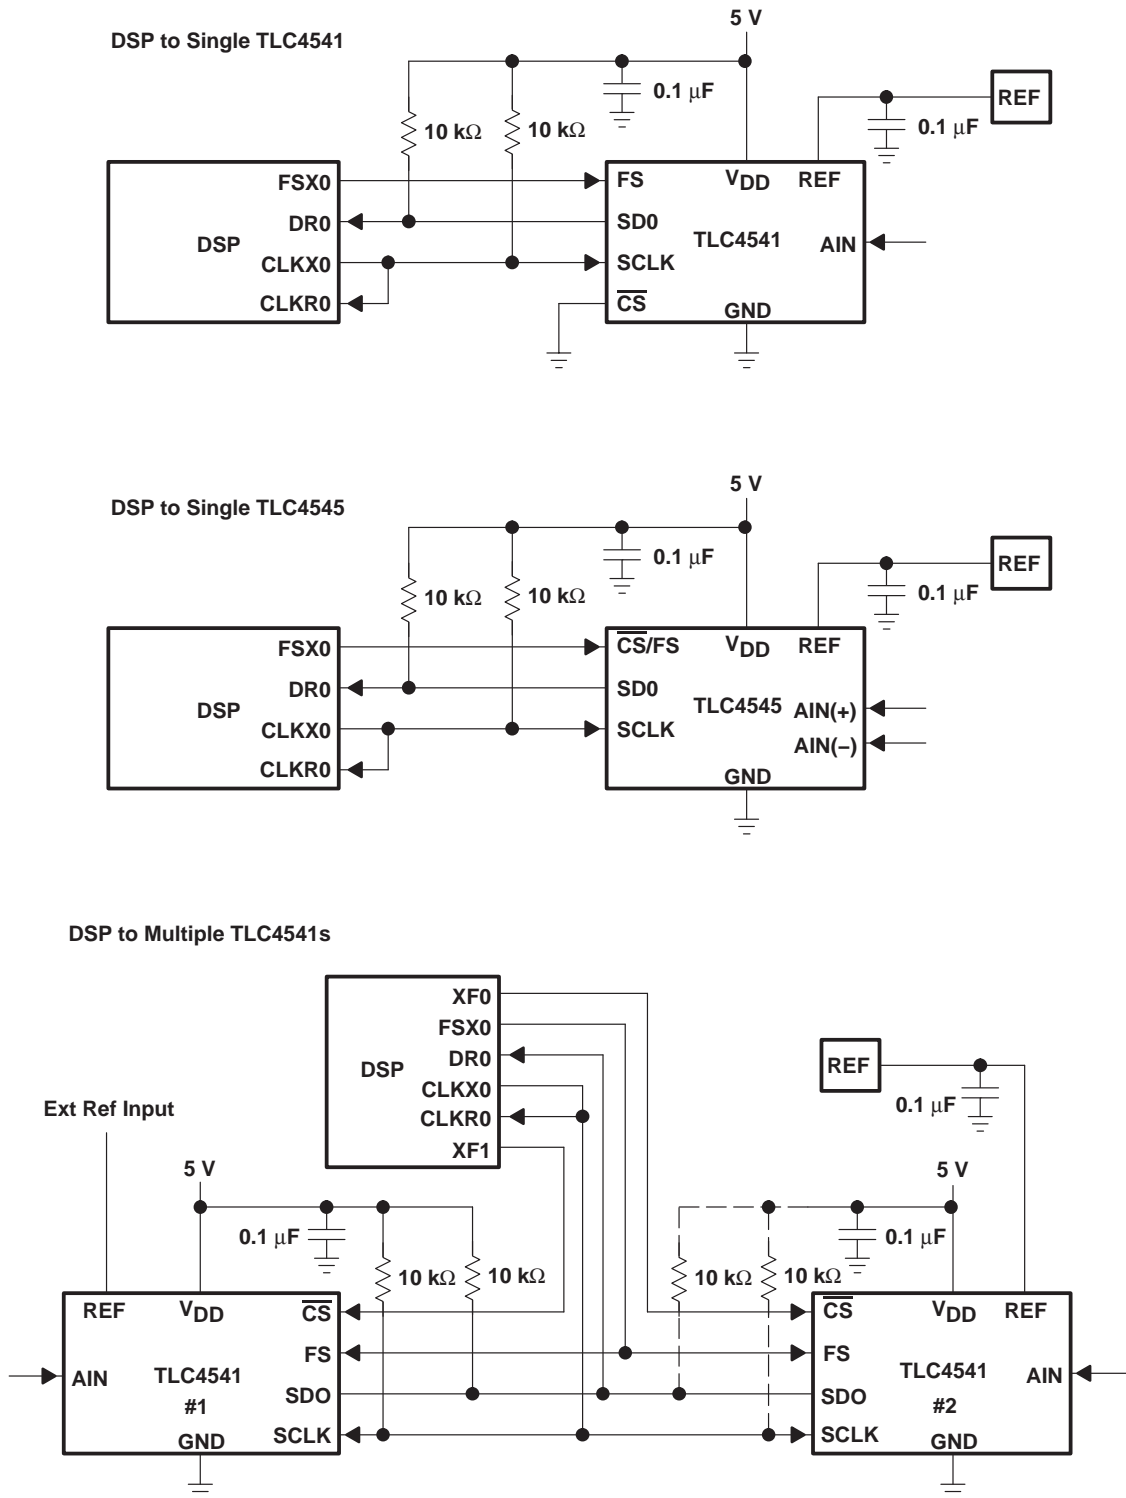 DSP to Single TLC4541
5 V
0.1 μF
REF
10 kΩ
10 kΩ
0.1 μF
FSX0
DR0
DSP
CLKX0
CLKR0
FS
VDD
REF
SD0
TLC4541
AIN
SCLK
CS
GND
DSP to Single TLC4545
5 V
0.1 μF
REF
10 kΩ
10 kΩ
0.1 μF
FSX0
DR0
DSP
CLKX0
CLKR0
CS/FS
VDD
REF
SD0
TLC4545
AIN(+)
SCLK
AIN(−)
GND
DSP to Multiple TLC4541s
XF0
FSX0
DR0
DSP
CLKX0
CLKR0
XF1
REF
0.1 μF
Ext Ref Input
5 V
5 V
0.1 μF
0.1 μF
10 kΩ
10 kΩ
10 kΩ
10 kΩ
REF
VDD
CS
FS
AIN
TLC4541
#1
SDO
SCLK
GND
CS
VDD
REF
FS
TLC4541
#2
AIN
SDO
SCLK
GND